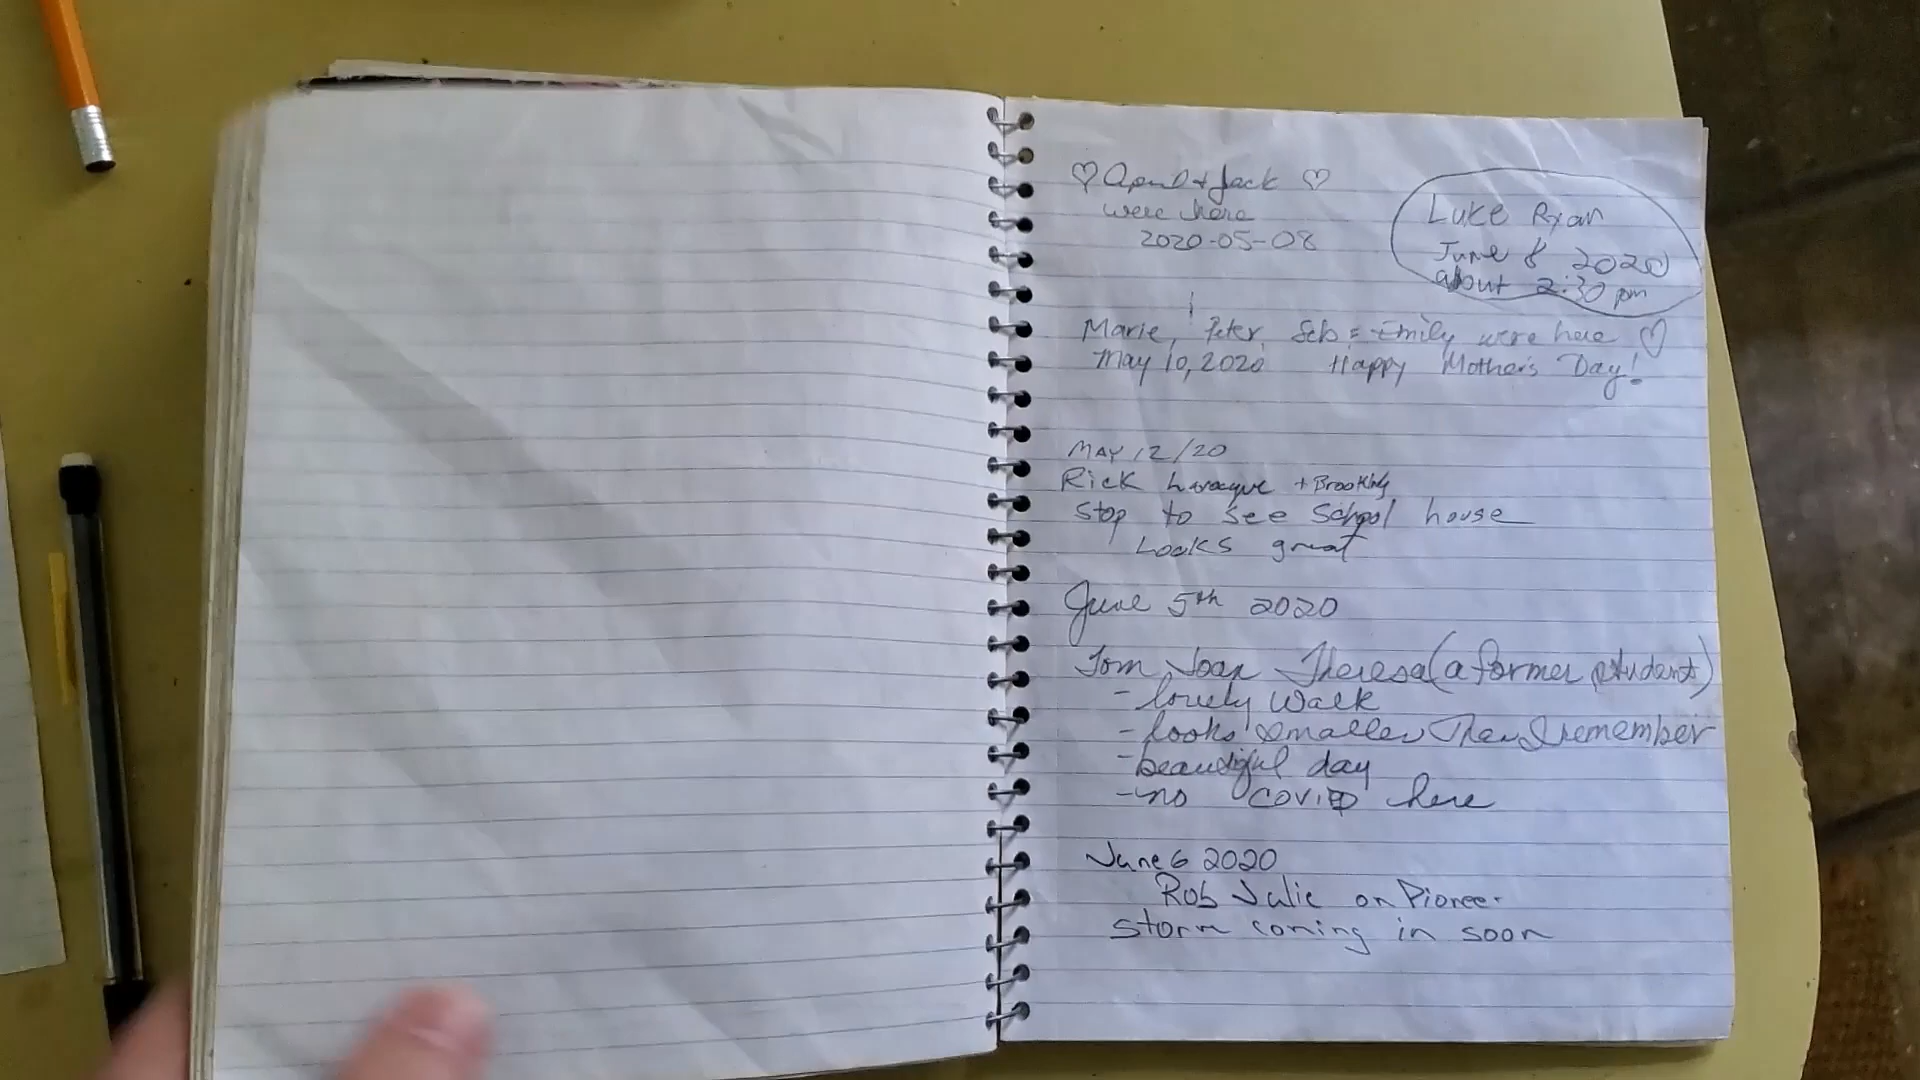 ♡ April + Jack ♡
were here
2020-05-08
Luke Ryan
June 8 2020
about 2:30 pm
Marie, Peter, Seb & Emily were here ♡
May 10, 2020 Happy Mother's Day!
MAY 12/20
Rick + Brooklyn
Stop to see School house
Looks great
June 5th 2020
Tom Joan Theresa (a former student)
- lovely walk
- looks smaller than I remember
- beautiful day
- no COVID here
June 6 2020
Rob Julie on Pioneer
storm coming in soon